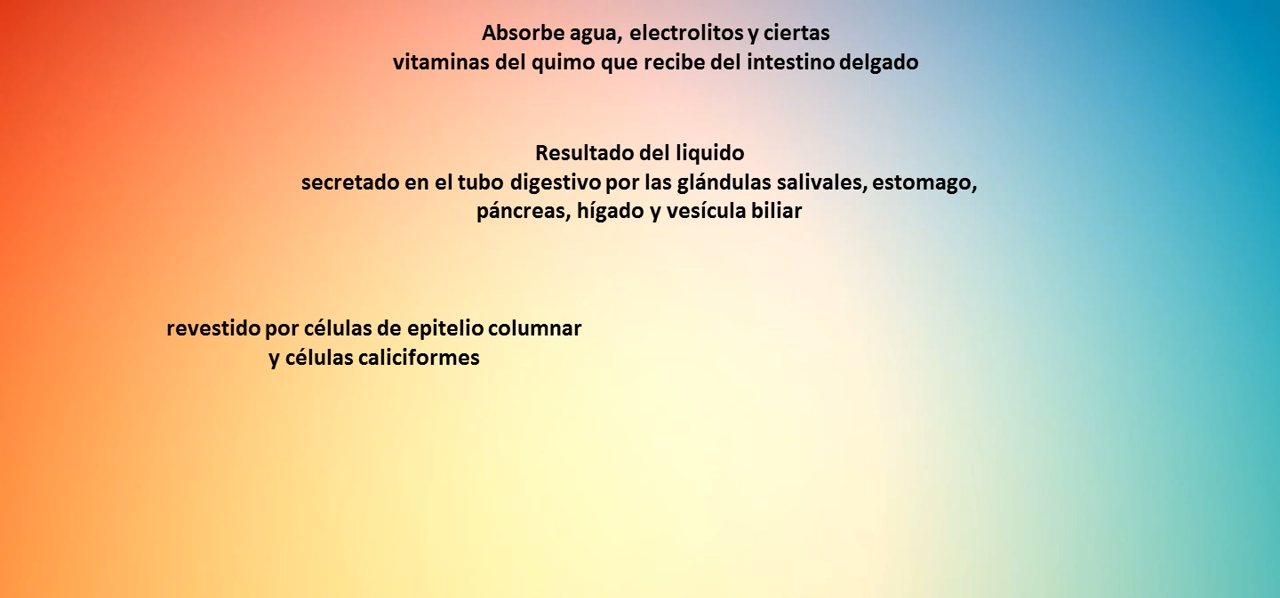 Absorbe agua, electrolitos y ciertas
vitaminas del quimo que recibe del intestino delgado
Resultado del liquido
secretado en el tubo digestivo por las glándulas salivales, estomago,
páncreas, hígado y vesícula biliar
revestido por células de epitelio columnar
y células caliciformes